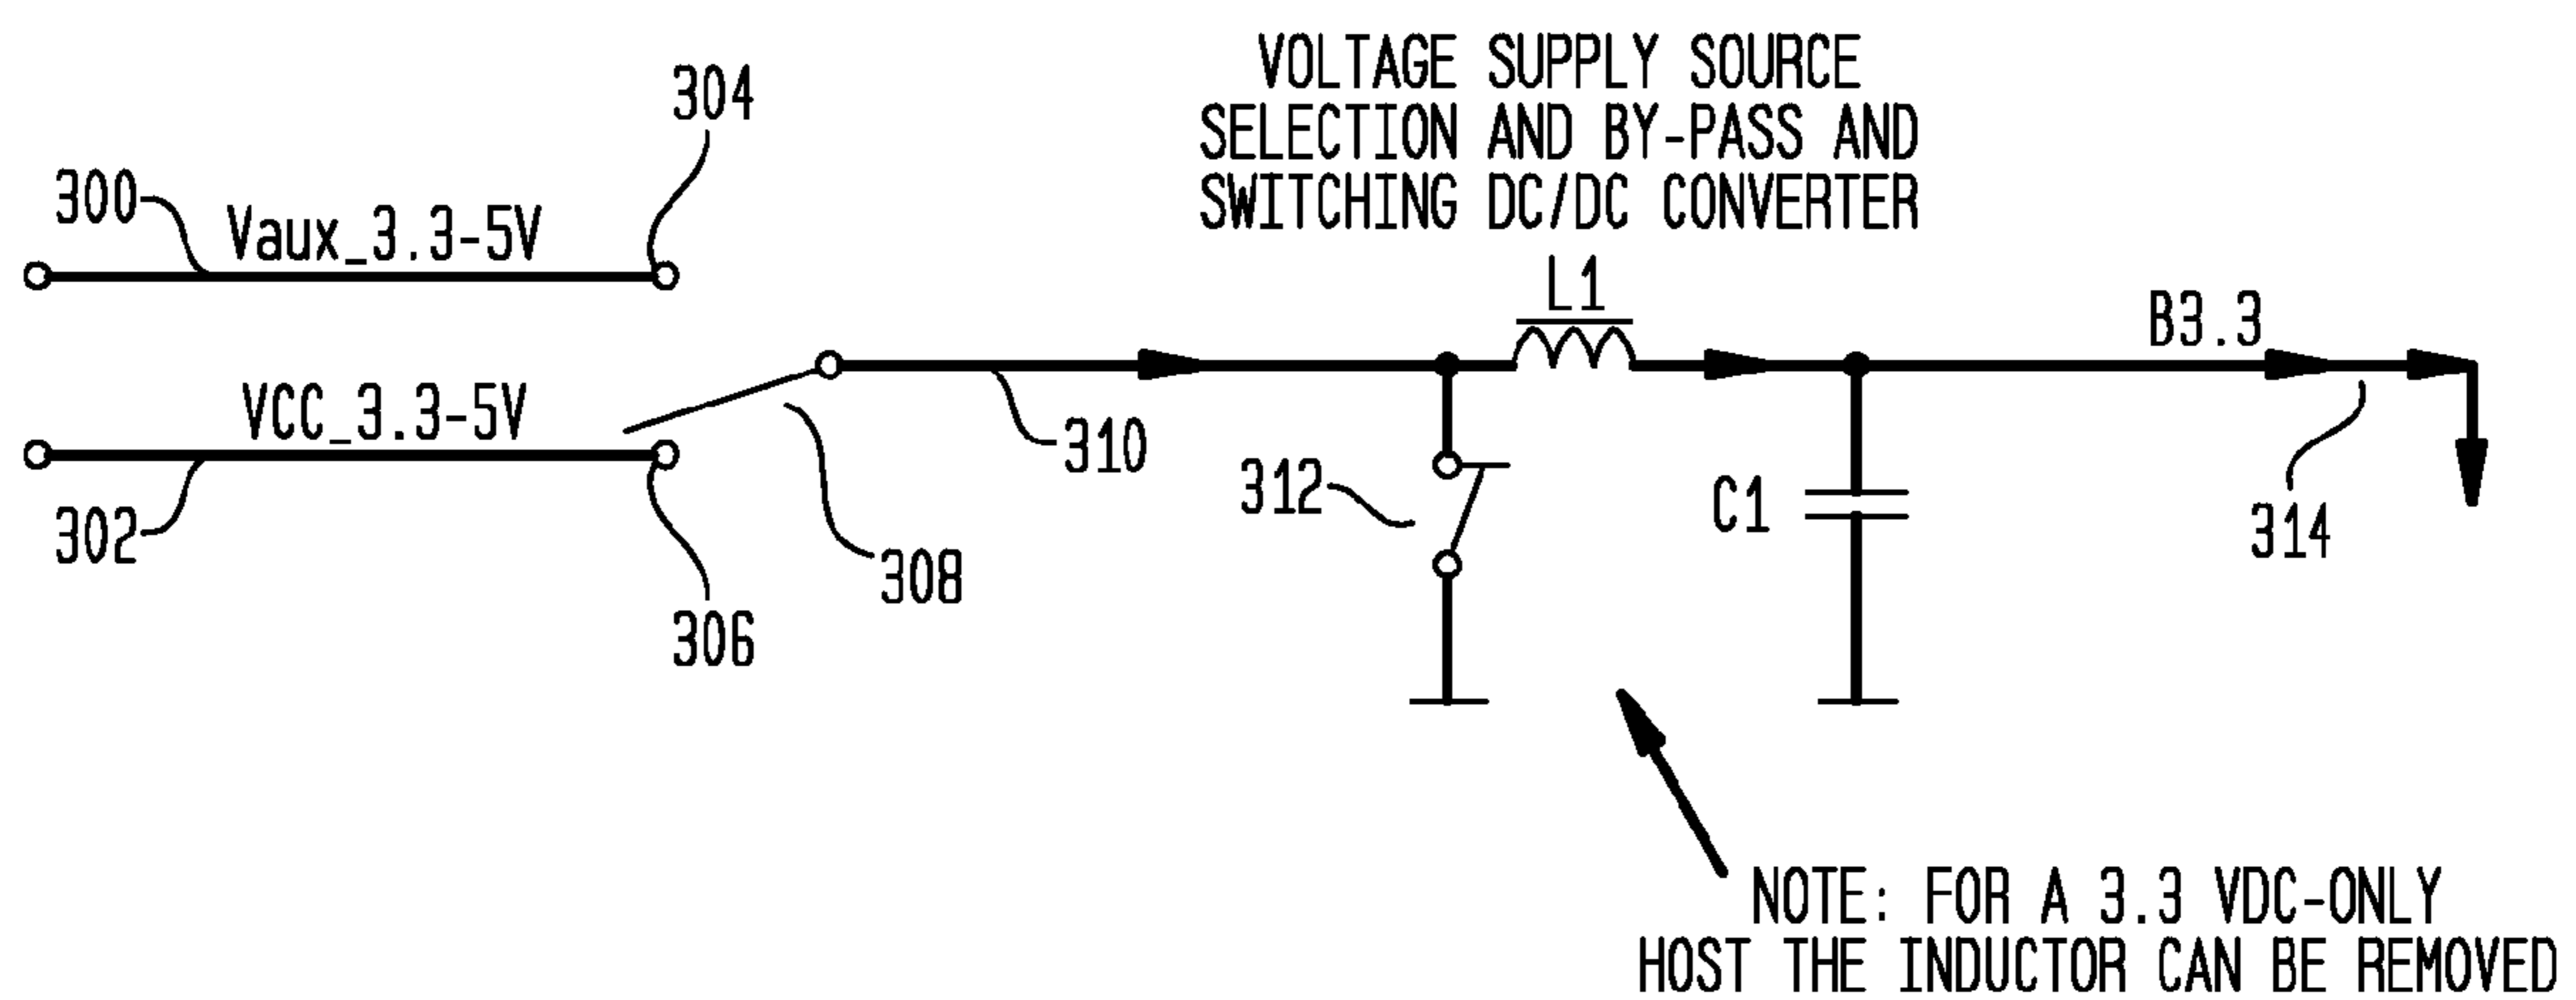 VOLTAGE SUPPLY SOURCE
SELECTION AND BY-PASS AND
SWITCHING DC/DC CONVERTER
304
300
Vaux_3.3-5V
L1
B3.3
VCC_3.3-5V
310
312
C1
314
302
308
306
NOTE: FOR A 3.3 VDC-ONLY
HOST THE INDUCTOR CAN BE REMOVED